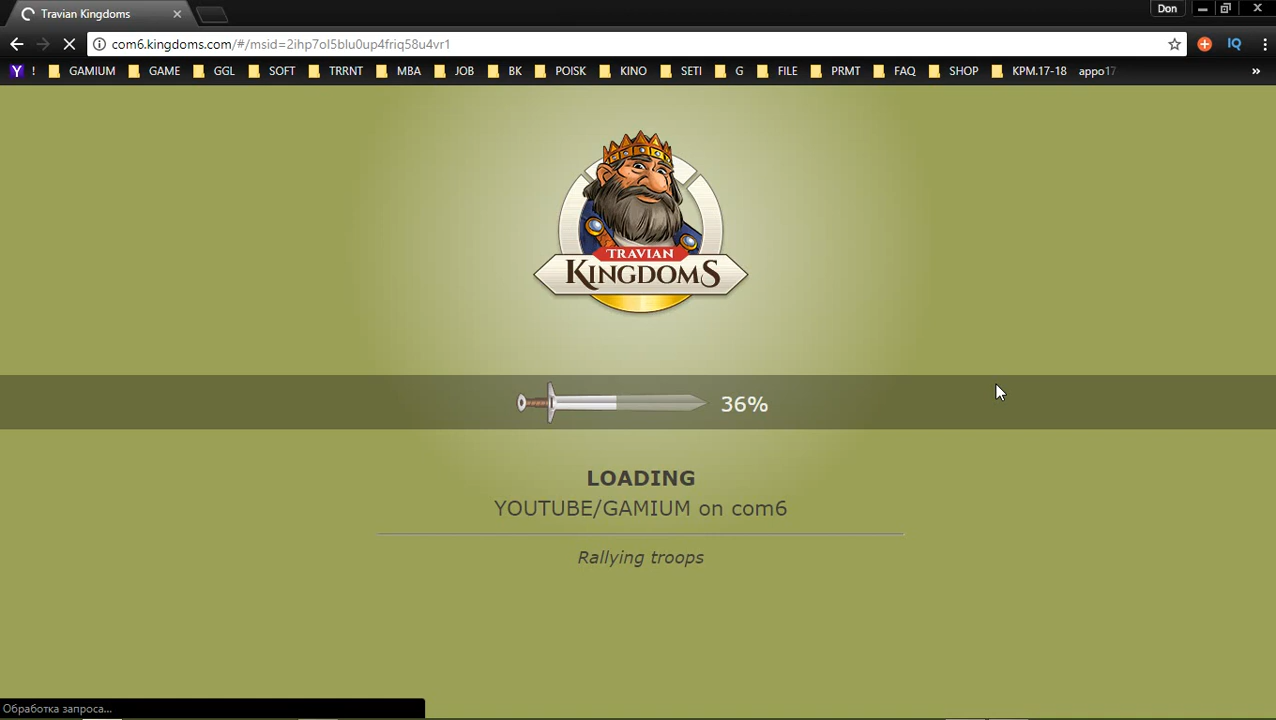 Travian Kingdoms
Don
com6.kingdoms.com/#/msid=2ihp7ol5blu0up4friq58u4vr1
Y ! GAMIUM GAME GGL SOFT TRRNT MBA JOB BK POISK KINO SETI G FILE PRMT FAQ SHOP KPM.17-18 appo17 »
IQ
TRAVIAN
KINGDOMS
36%
LOADING
YOUTUBE/GAMIUM on com6
Rallying troops
Обработка запроса...